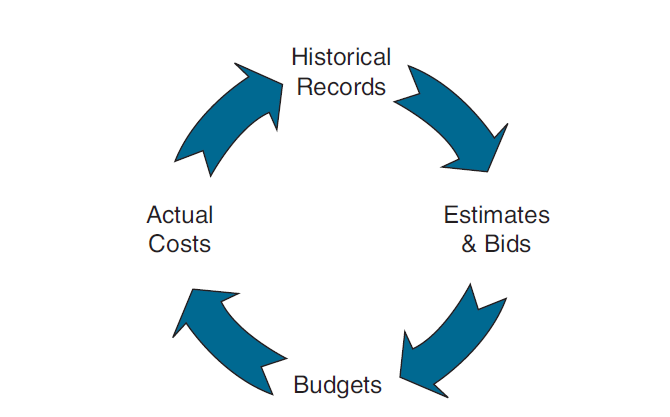 Historical
Records
Estimates
& Bids
Budgets
Actual
Costs